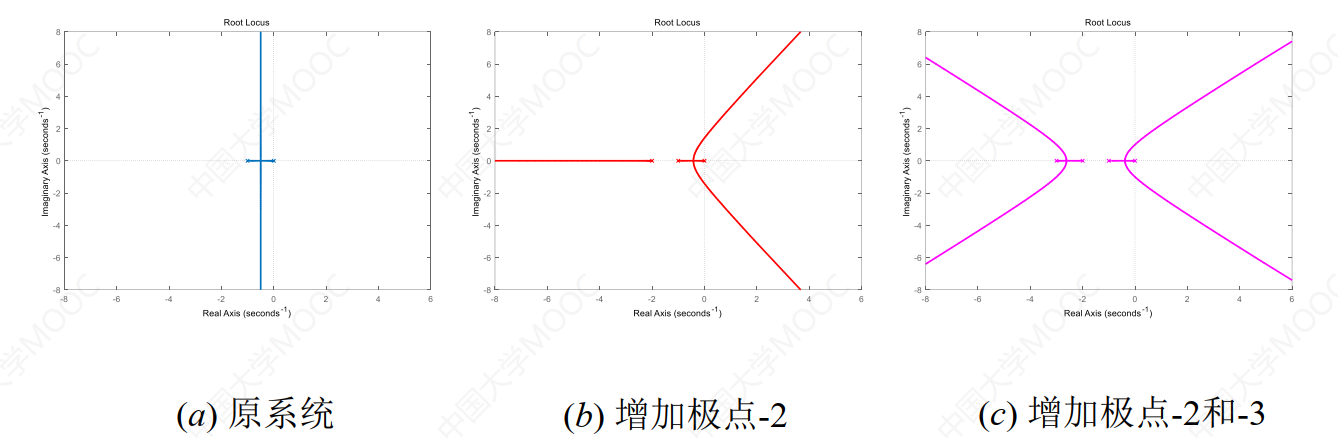 Root Locus
8
6
4
2
0
-2
-4
-6
-8
-8 -6 -4 -2 0 2 4 6
Imaginary Axis (seconds⁻¹)
Real Axis (seconds⁻¹)
(a) 原系统
Root Locus
8
6
4
2
0
-2
-4
-6
-8
-8 -6 -4 -2 0 2 4 6
Imaginary Axis (seconds⁻¹)
Real Axis (seconds⁻¹)
(b) 增加极点-2
Root Locus
8
6
4
2
0
-2
-4
-6
-8
-8 -6 -4 -2 0 2 4 6
Imaginary Axis (seconds⁻¹)
Real Axis (seconds⁻¹)
(c) 增加极点-2和-3
中国大学MOOC